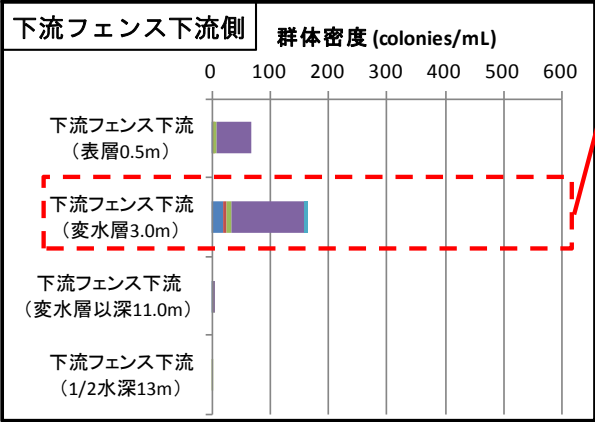 下流フェンス下流側
群体密度 (colonies/mL)
0 100 200 300 400 500 600
下流フェンス下流
（表層0.5m）
下流フェンス下流
（変水層3.0m）
下流フェンス下流
（変水層以深11.0m）
下流フェンス下流
（1/2水深13m）